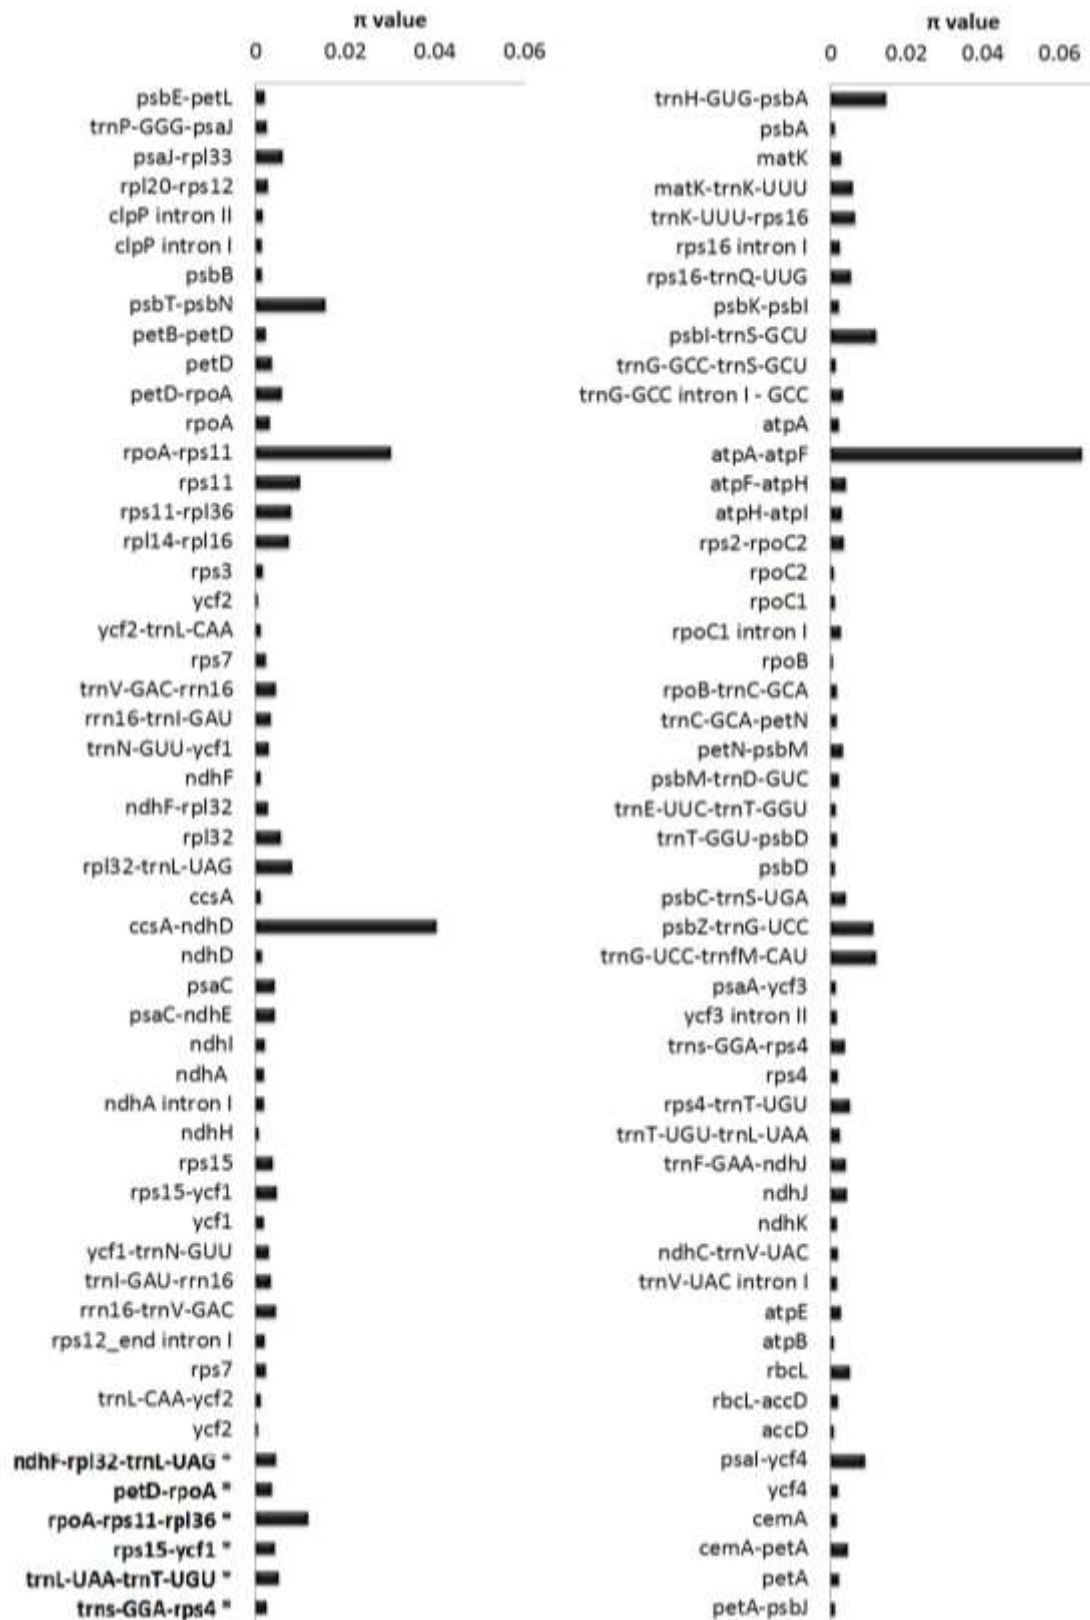 π value
0 0.02 0.04 0.06
psbE-petL
trnP-GGG-psaJ
psaJ-rpl33
rpl20-rps12
clpP intron II
clpP intron I
psbB
psbT-psbN
petB-petD
petD
petD-rpoA
rpoA
rpoA-rps11
rps11
rps11-rpl36
rpl14-rpl16
rps3
ycf2
ycf2-trnL-CAA
rps7
trnV-GAC-rrn16
rrn16-trnI-GAU
trnN-GUU-ycf1
ndhF
ndhF-rpl32
rpl32
rpl32-trnL-UAG
ccsA
ccsA-ndhD
ndhD
psaC
psaC-ndhE
ndhI
ndhA
ndhA intron I
ndhH
rps15
rps15-ycf1
ycf1
ycf1-trnN-GUU
trnI-GAU-rrn16
rrn16-trnV-GAC
rps12_end intron I
rps7
trnL-CAA-ycf2
ycf2
ndhF-rpl32-trnL-UAG *
petD-rpoA *
rpoA-rps11-rpl36 *
rps15-ycf1 *
trnL-UAA-trnT-UGU *
trns-GGA-rps4 *
π value
0 0.02 0.04 0.06
trnH-GUG-psbA
psbA
matK
matK-trnK-UUU
trnK-UUU-rps16
rps16 intron I
rps16-trnQ-UUG
psbK-psbI
psbI-trnS-GCU
trnG-GCC-trnS-GCU
trnG-GCC intron I - GCC
atpA
atpA-atpF
atpF-atpH
atpH-atpI
rps2-rpoC2
rpoC2
rpoC1
rpoC1 intron I
rpoB
rpoB-trnC-GCA
trnC-GCA-petN
petN-psbM
psbM-trnD-GUC
trnE-UUC-trnT-GGU
trnT-GGU-psbD
psbD
psbC-trnS-UGA
psbZ-trnG-UCC
trnG-UCC-trnfM-CAU
psaA-ycf3
ycf3 intron II
trns-GGA-rps4
rps4
rps4-trnT-UGU
trnT-UGU-trnL-UAA
trnF-GAA-ndhJ
ndhJ
ndhK
ndhC-trnV-UAC
trnV-UAC intron I
atpE
atpB
rbcL
rbcL-accD
accD
psaI-ycf4
ycf4
cemA
cemA-petA
petA
petA-psbJ